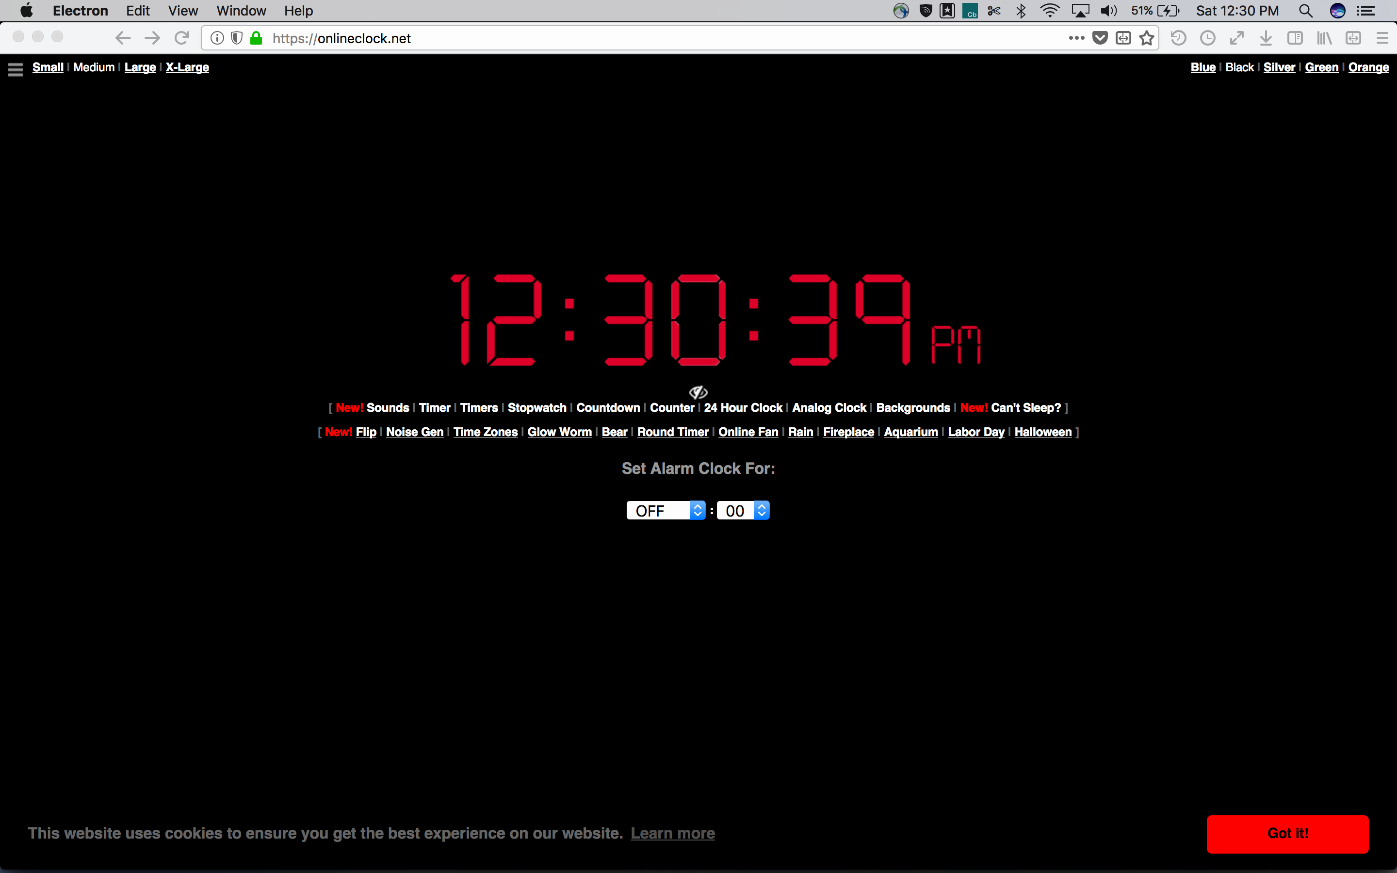 Electron Edit View Window Help 51% Sat 12:30 PM
https://onlineclock.net
Small | Medium | Large | X-Large Blue | Black | Silver | Green | Orange
12:30:39 PM
[ New! Sounds | Timer | Timers | Stopwatch | Countdown | Counter | 24 Hour Clock | Analog Clock | Backgrounds | New! Can't Sleep? ]
[ New! Flip | Noise Gen | Time Zones | Glow Worm | Bear | Round Timer | Online Fan | Rain | Fireplace | Aquarium | Labor Day | Halloween ]
Set Alarm Clock For:
OFF : 00
This website uses cookies to ensure you get the best experience on our website. Learn more Got it!